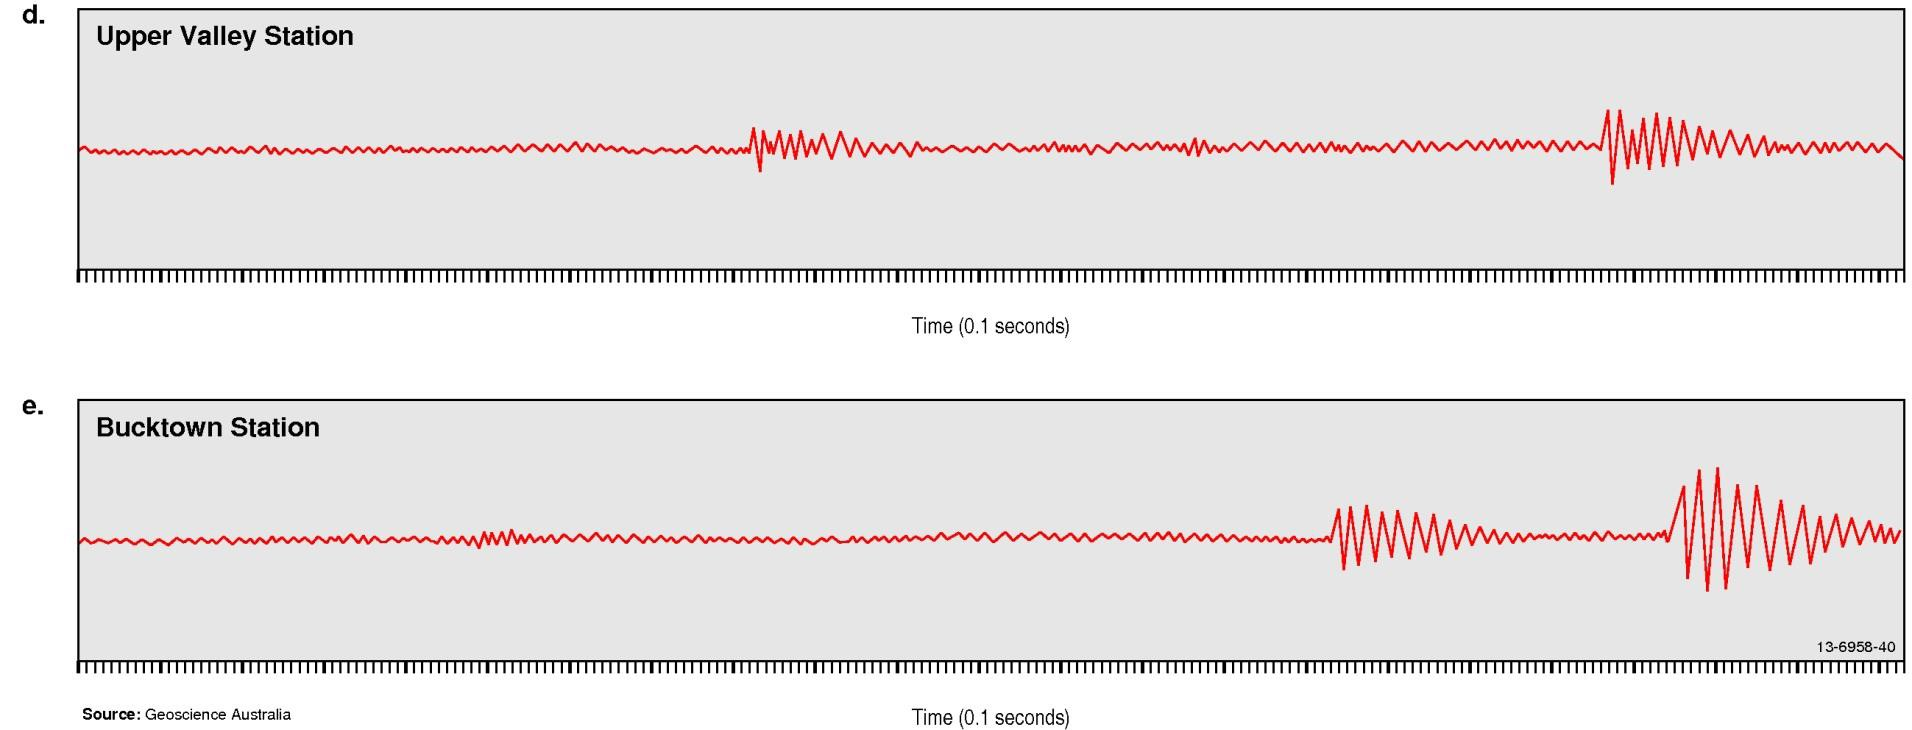 d.
Upper Valley Station
Time (0.1 seconds)
e.
Bucktown Station
13-6958-40
Source: Geoscience Australia
Time (0.1 seconds)